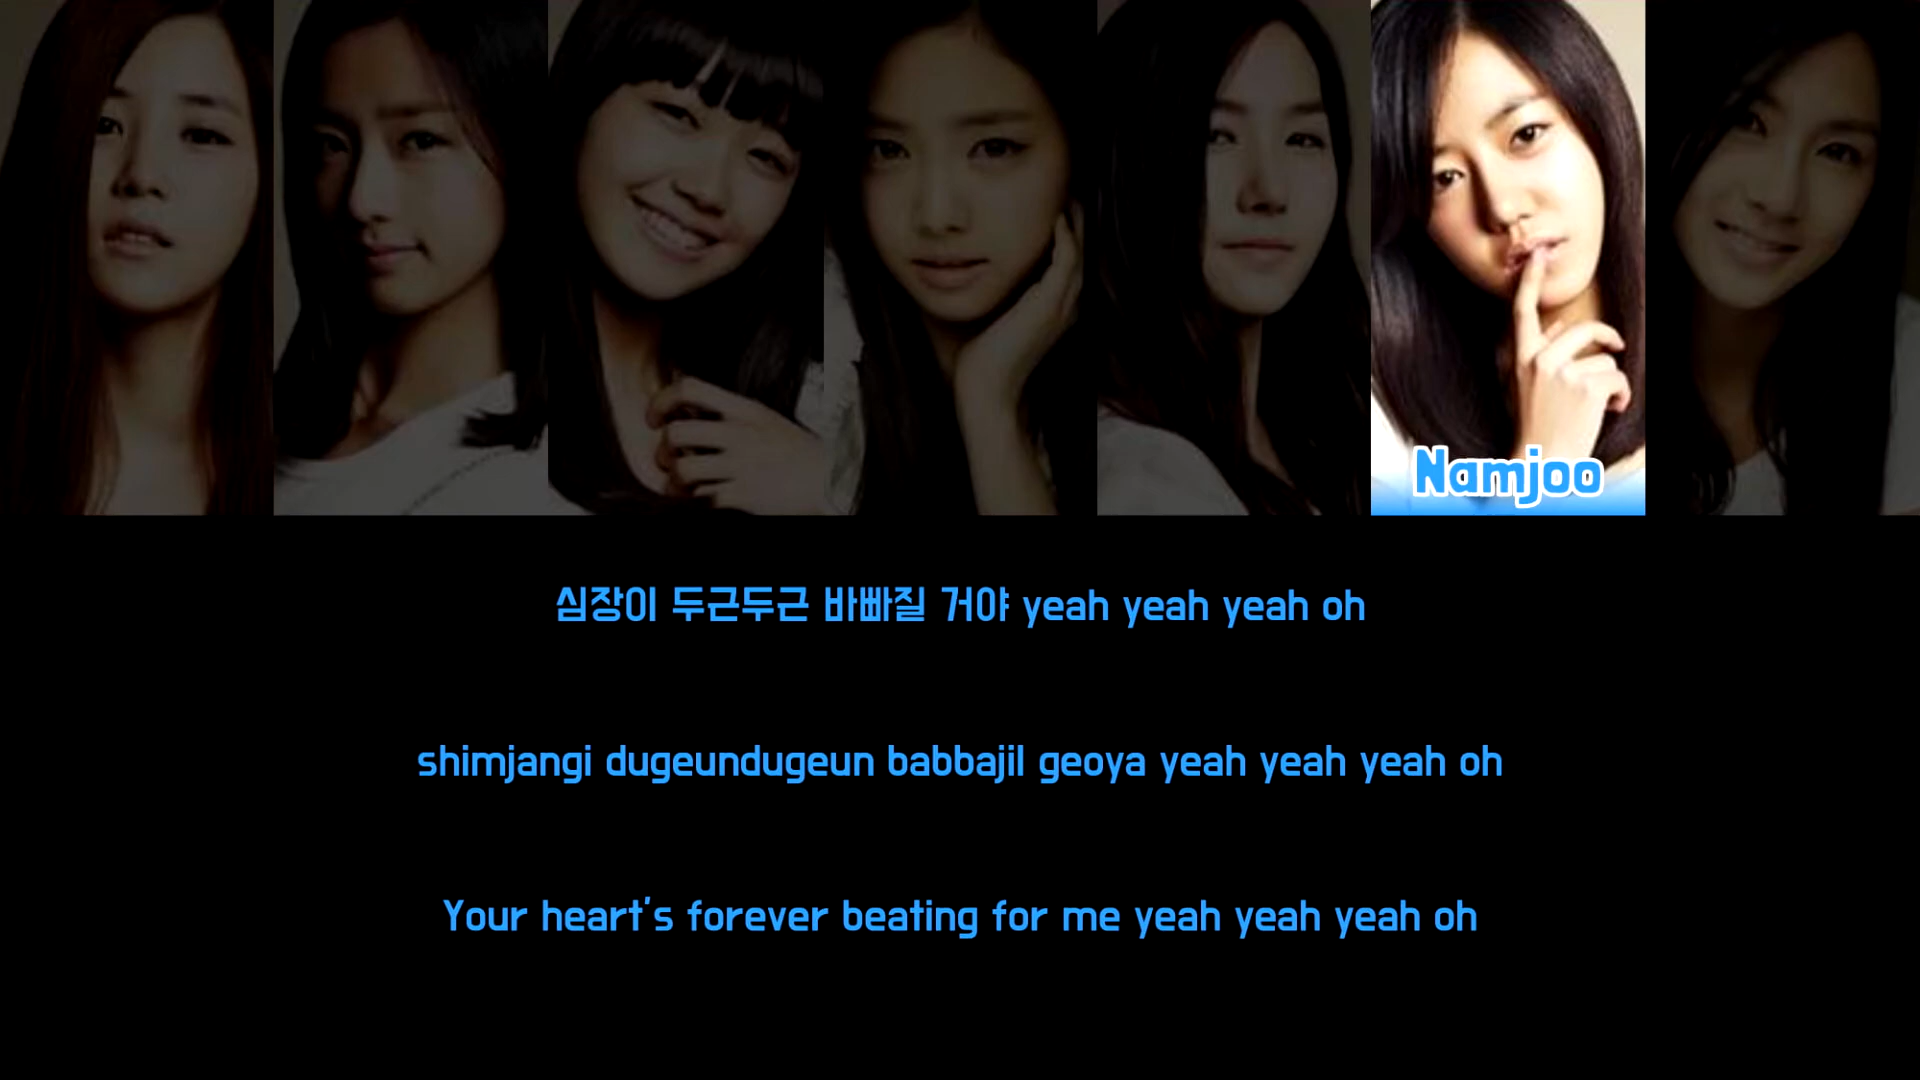 Namjoo
심장이 두근두근 바빠질 거야 yeah yeah yeah oh
shimjangi dugeundugeun babbajil geoya yeah yeah yeah oh
Your heart's forever beating for me yeah yeah yeah oh